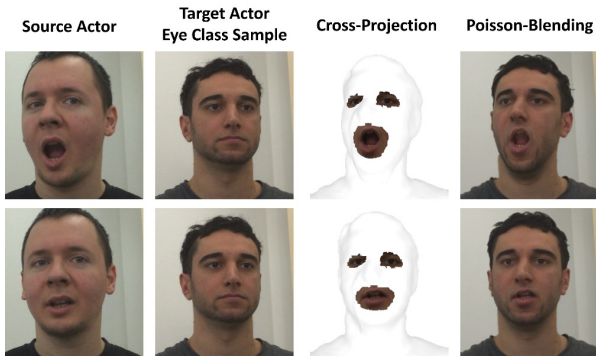 Source Actor
Target Actor
Eye Class Sample
Cross-Projection
Poisson-Blending